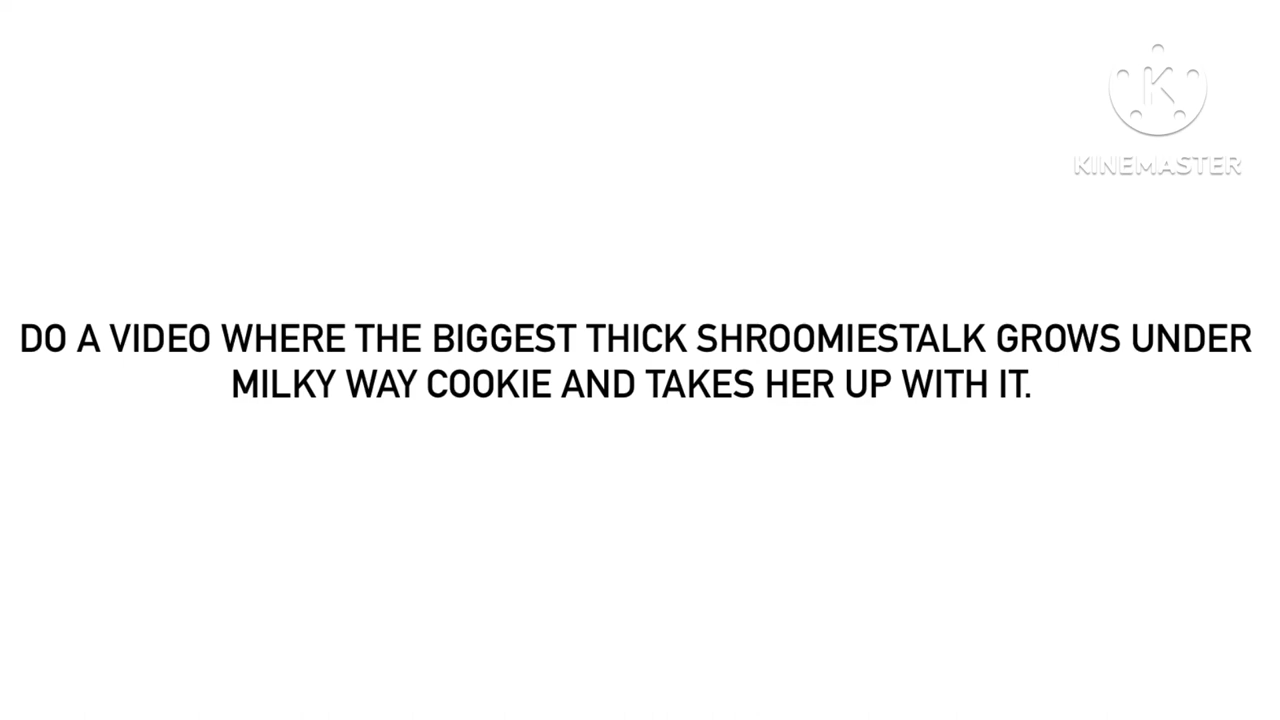 KINEMASTER
DO A VIDEO WHERE THE BIGGEST THICK SHROOMIESTALK GROWS UNDER
MILKY WAY COOKIE AND TAKES HER UP WITH IT.